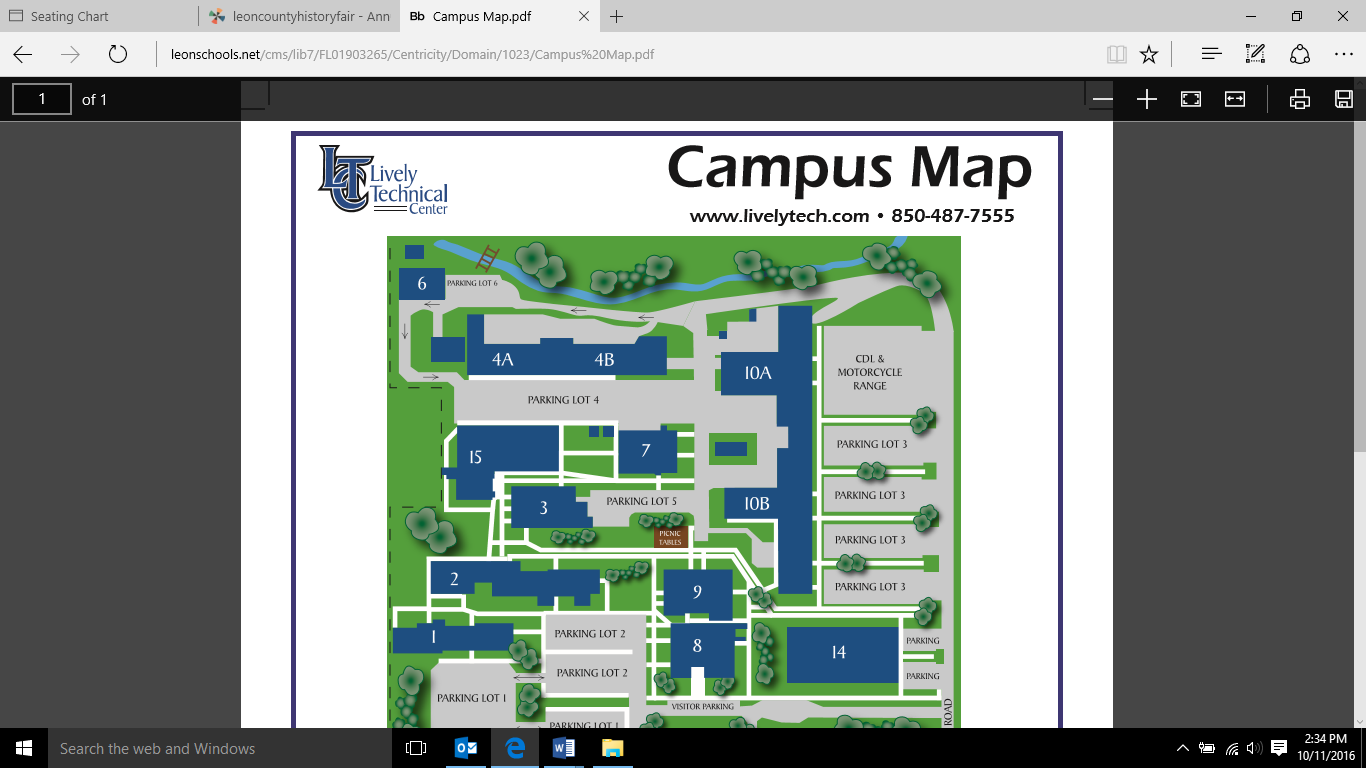 Seating Chart
leoncountyhistoryfair - Ann
Bb Campus Map.pdf
leonschools.net/cms/lib7/FL01903265/Centricity/Domain/1023/Campus%20Map.pdf
1 of 1
LTC Lively
Technical
Center
Campus Map
www.livelytech.com • 850-487-7555
6
PARKING LOT 6
4A
4B
10A
CDL &
MOTORCYCLE
RANGE
PARKING LOT 4
15
7
PARKING LOT 3
3
PARKING LOT 5
10B
PARKING LOT 3
PICNIC
TABLES
PARKING LOT 3
2
9
PARKING LOT 3
1
PARKING LOT 2
8
14
PARKING
PARKING LOT 2
PARKING
PARKING LOT 1
VISITOR PARKING
ROAD
PARKING LOT 1
Search the web and Windows
2:34 PM
10/11/2016